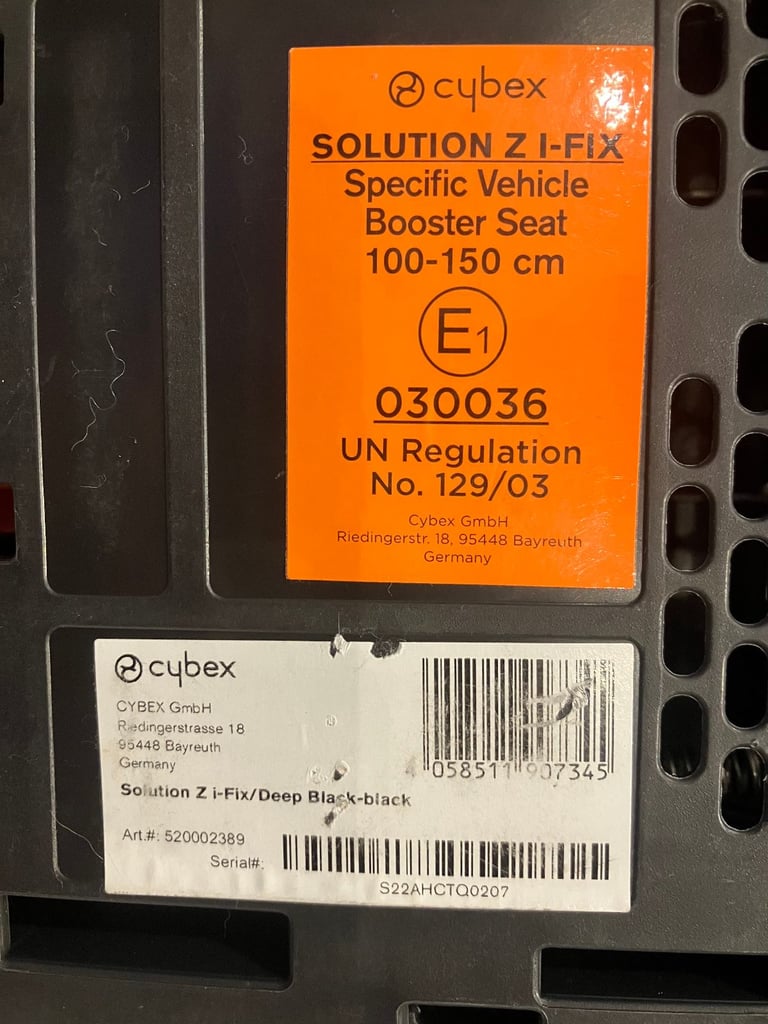 cybex
SOLUTION Z I-FIX
Specific Vehicle
Booster Seat
100-150 cm
E1
030036
UN Regulation
No. 129/03
Cybex GmbH
Riedingerstr. 18, 95448 Bayreuth
Germany
cybex
CYBEX GmbH
Riedingerstrasse 18
95448 Bayreuth
Germany
4 058511 907345
Solution Z i-Fix/Deep Black-black
Art.#: 520002389
Serial#:
S22AHCTQ0207